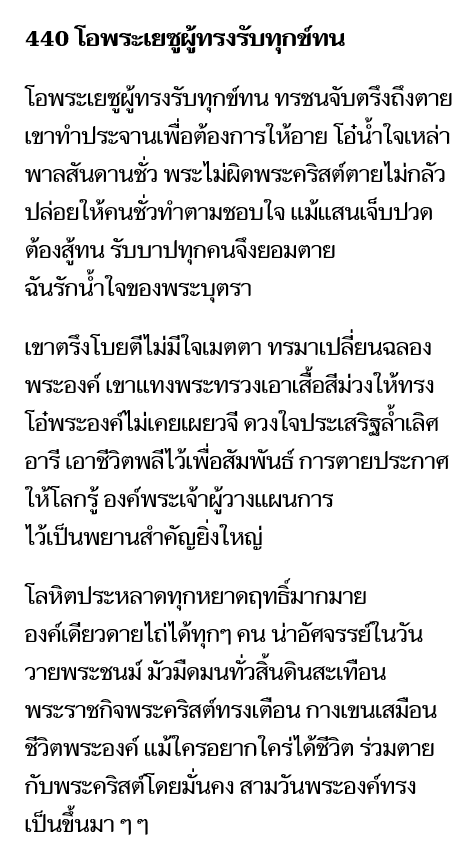 440 โอพระเยซูผู้ทรงรับทุกข์ทน
โอพระเยซูผู้ทรงรับทุกข์ทน ทรชนจับตรึงถึงตาย
เขาทำประจานเพื่อต้องการให้อาย โอ๋น้ำใจเหล่า
พาลสันดานชั่ว พระไม่ผิดพระคริสต์ตายไม่กลัว
ปล่อยให้คนชั่วทำตามชอบใจ แม้แสนเจ็บปวด
ต้องสู้ทน รับบาปทุกคนจึงยอมตาย
ฉันรักน้ำใจของพระบุตรา
เขาตรึงโบยตีไม่มีใจเมตตา ทรมาเปลี่ยนฉลอง
พระองค์ เขาแทงพระทรวงเอาเสื้อสีม่วงให้ทรง
โอ๋พระองค์ไม่เคยเผยวจี ดวงใจประเสริฐล้ำเลิศ
อารี เอาชีวิตพลีไว้เพื่อสัมพันธ์ การตายประกาศ
ให้โลกรู้ องค์พระเจ้าผู้วางแผนการ
ไว้เป็นพยานสำคัญยิ่งใหญ่
โลหิตประหลาดทุกหยาดฤทธิ์มากมาย
องค์เดียวดายไถ่ได้ทุกๆ คน น่าอัศจรรย์ในวัน
วายพระชนม์ มัวมืดมนทั่วสิ้นดินสะเทือน
พระราชกิจพระคริสต์ทรงเตือน กางเขนเสมือน
ชีวิตพระองค์ แม้ใครอยากใคร่ได้ชีวิต ร่วมตาย
กับพระคริสต์โดยมั่นคง สามวันพระองค์ทรง
เป็นขึ้นมา ๆ ๆ